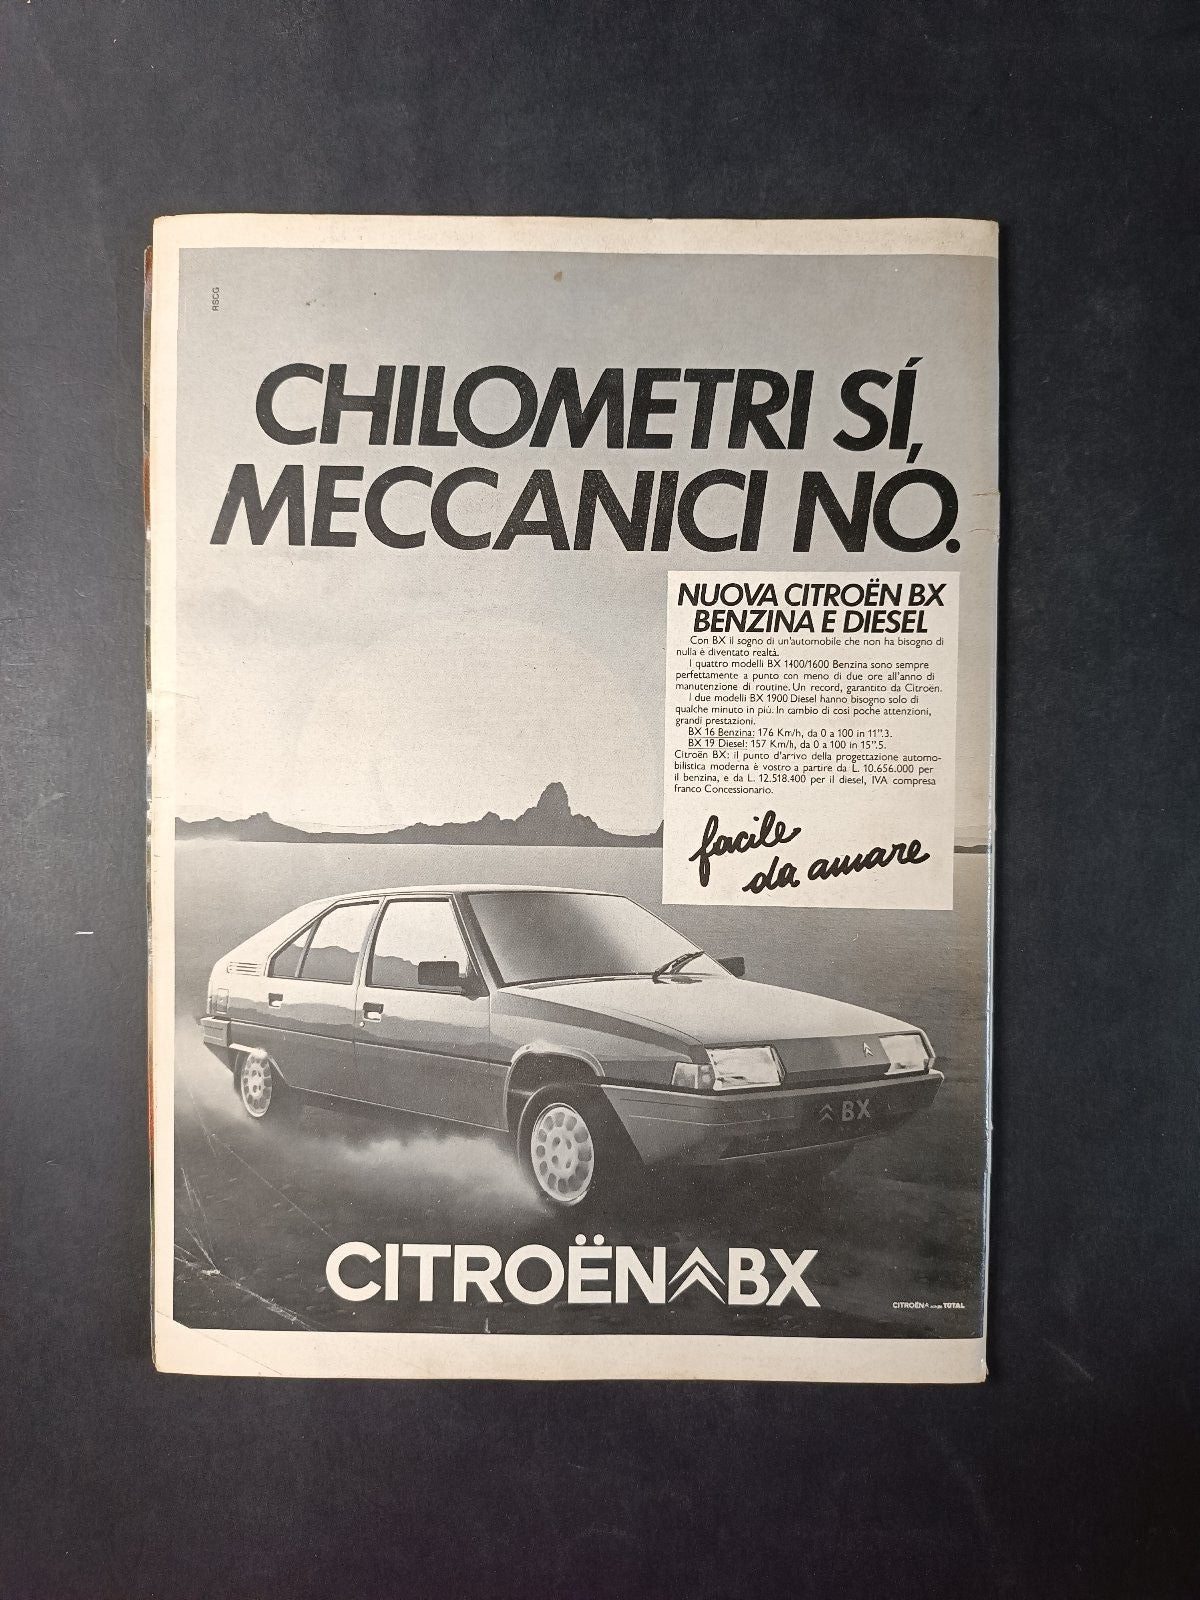 RSCG
CHILOMETRI SÍ,
MECCANICI NO.
NUOVA CITROËN BX
BENZINA E DIESEL
Con BX il sogno di un'automobile che non ha bisogno di
nulla è diventato realtà.
I quattro modelli BX 1400/1600 Benzina sono sempre
perfettamente a punto con meno di due ore all'anno di
manutenzione di routine. Un record, garantito da Citroën.
I due modelli BX 1900 Diesel hanno bisogno solo di
qualche minuto in più. In cambio di così poche attenzioni,
grandi prestazioni.
BX 16 Benzina: 176 Km/h, da 0 a 100 in 11".3.
BX 19 Diesel: 157 Km/h, da 0 a 100 in 15".5.
Citroën BX: il punto d'arrivo della progettazione automo-
bilistica moderna è vostro a partire da L. 10.656.000 per
il benzina, e da L. 12.518.400 per il diesel, IVA compresa
franco Concessionario.
facile
da amare
BX
CITROËN BX
CITROËN TOTAL